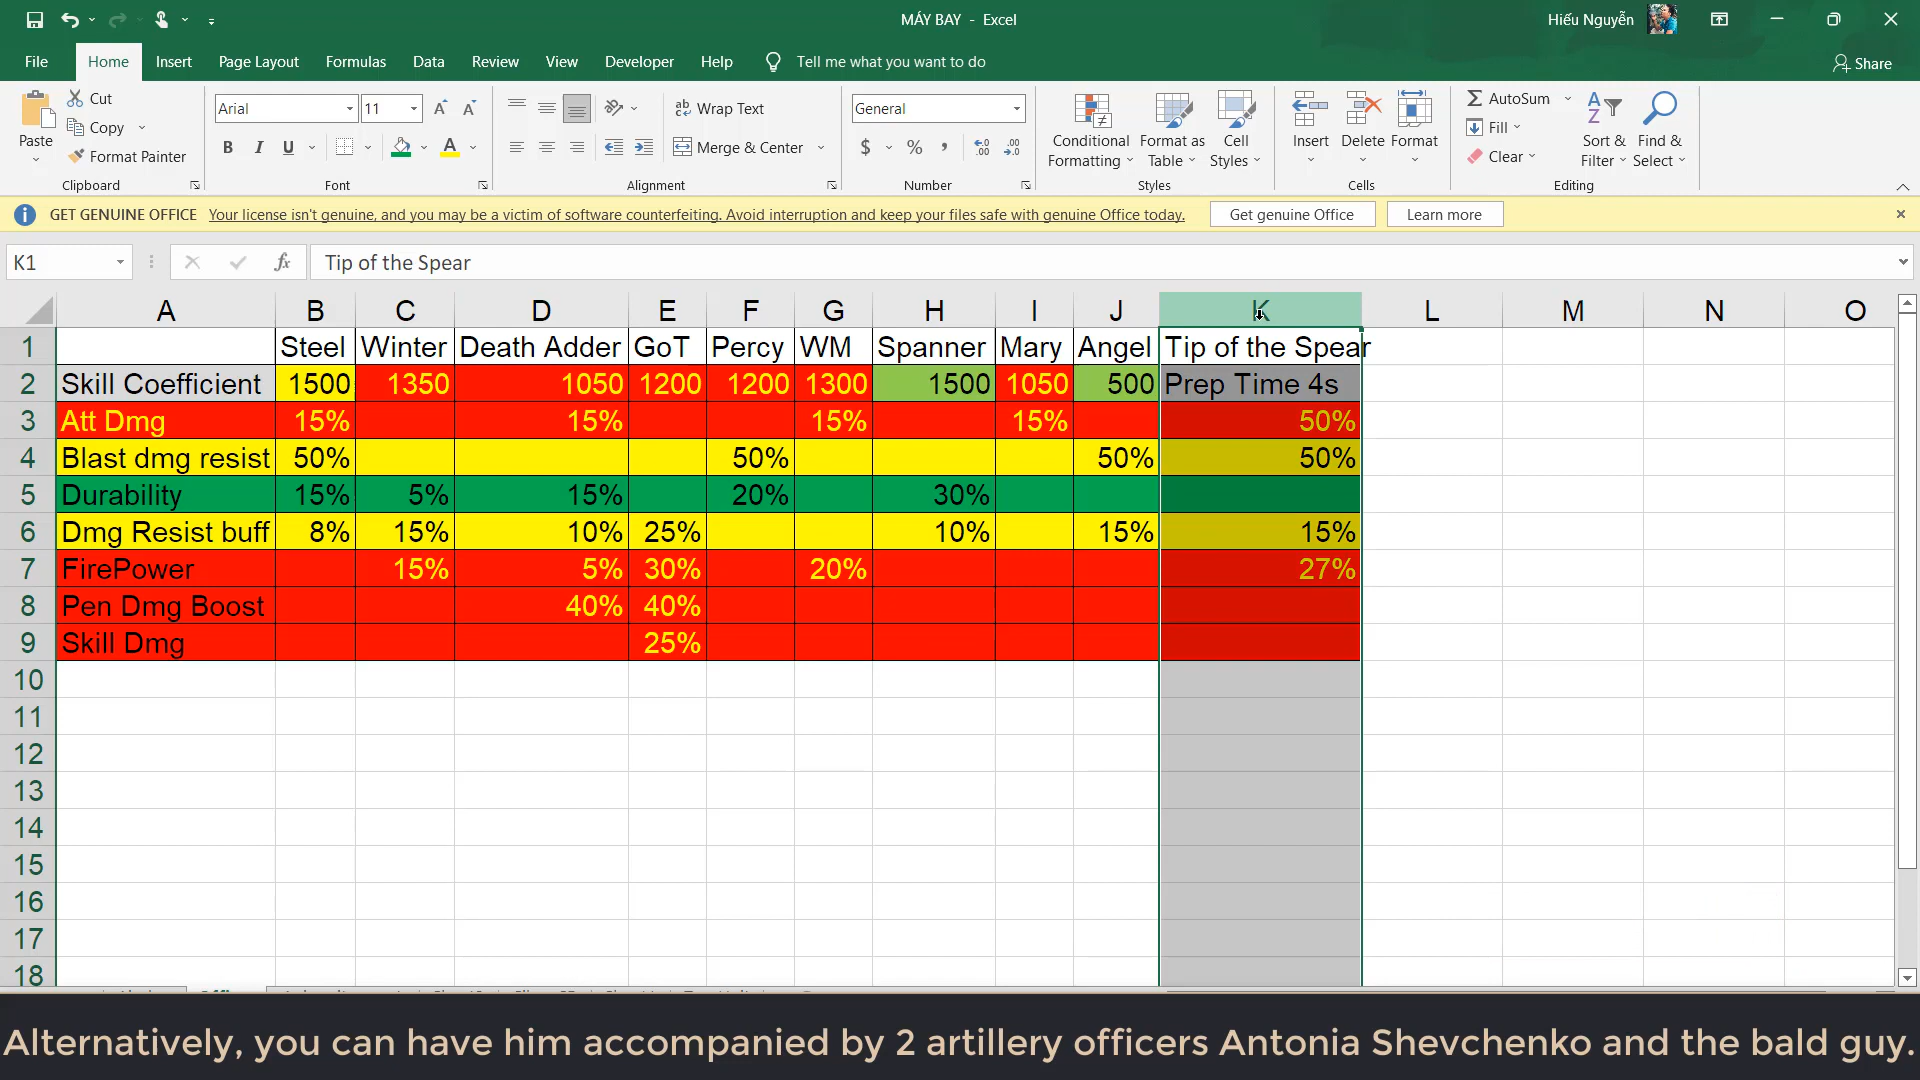 MÁY BAY - Excel
Hiếu Nguyễn
File Home Insert Page Layout Formulas Data Review View Developer Help Tell me what you want to do Share
Paste Cut Copy Format Painter Clipboard
Arial 11 B I U A Font
Wrap Text Merge & Center Alignment
General $ % , Number
Conditional Formatting Format as Table Cell Styles Styles
Insert Delete Format Cells
AutoSum Fill Clear Sort & Filter Find & Select Editing
GET GENUINE OFFICE Your license isn't genuine, and you may be a victim of software counterfeiting. Avoid interruption and keep your files safe with genuine Office today. Get genuine Office Learn more
K1 fx Tip of the Spear
A B C D E F G H I J K L M N O
1 Steel Winter Death Adder GoT Percy WM Spanner Mary Angel Tip of the Spear
2 Skill Coefficient 1500 1350 1050 1200 1200 1300 1500 1050 500 Prep Time 4s
3 Att Dmg 15% 15% 15% 15% 50%
4 Blast dmg resist 50% 50% 50% 50%
5 Durability 15% 5% 15% 20% 30%
6 Dmg Resist buff 8% 15% 10% 25% 10% 15% 15%
7 FirePower 15% 5% 30% 20% 27%
8 Pen Dmg Boost 40% 40%
9 Skill Dmg 25%
10
11
12
13
14
15
16
17
18
Alternatively, you can have him accompanied by 2 artillery officers Antonia Shevchenko and the bald guy.